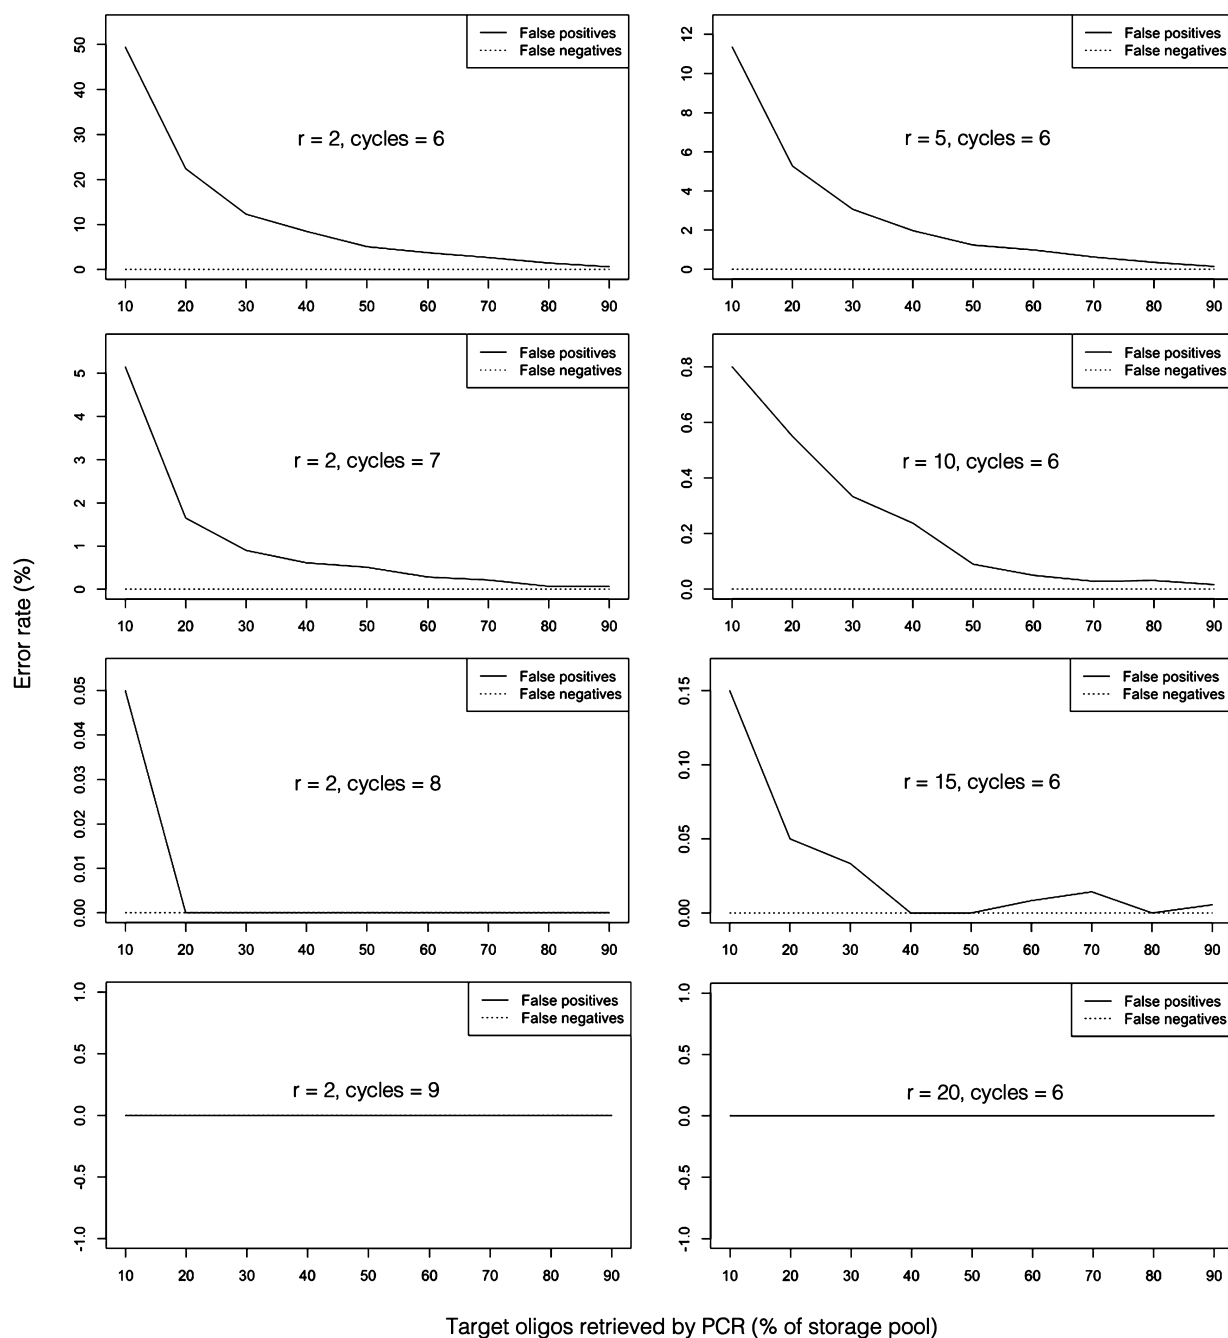 False positives
False negatives
r = 2, cycles = 6
0 10 20 30 40 50
10 20 30 40 50 60 70 80 90
False positives
False negatives
r = 5, cycles = 6
0 2 4 6 8 10 12
10 20 30 40 50 60 70 80 90
False positives
False negatives
r = 2, cycles = 7
0 1 2 3 4 5
10 20 30 40 50 60 70 80 90
False positives
False negatives
r = 10, cycles = 6
0.0 0.2 0.4 0.6 0.8
10 20 30 40 50 60 70 80 90
Error rate (%)
False positives
False negatives
r = 2, cycles = 8
0.00 0.01 0.02 0.03 0.04 0.05
10 20 30 40 50 60 70 80 90
False positives
False negatives
r = 15, cycles = 6
0.00 0.05 0.10 0.15
10 20 30 40 50 60 70 80 90
False positives
False negatives
r = 2, cycles = 9
-1.0 -0.5 0.0 0.5 1.0
10 20 30 40 50 60 70 80 90
False positives
False negatives
r = 20, cycles = 6
-1.0 -0.5 0.0 0.5 1.0
10 20 30 40 50 60 70 80 90
Target oligos retrieved by PCR (% of storage pool)